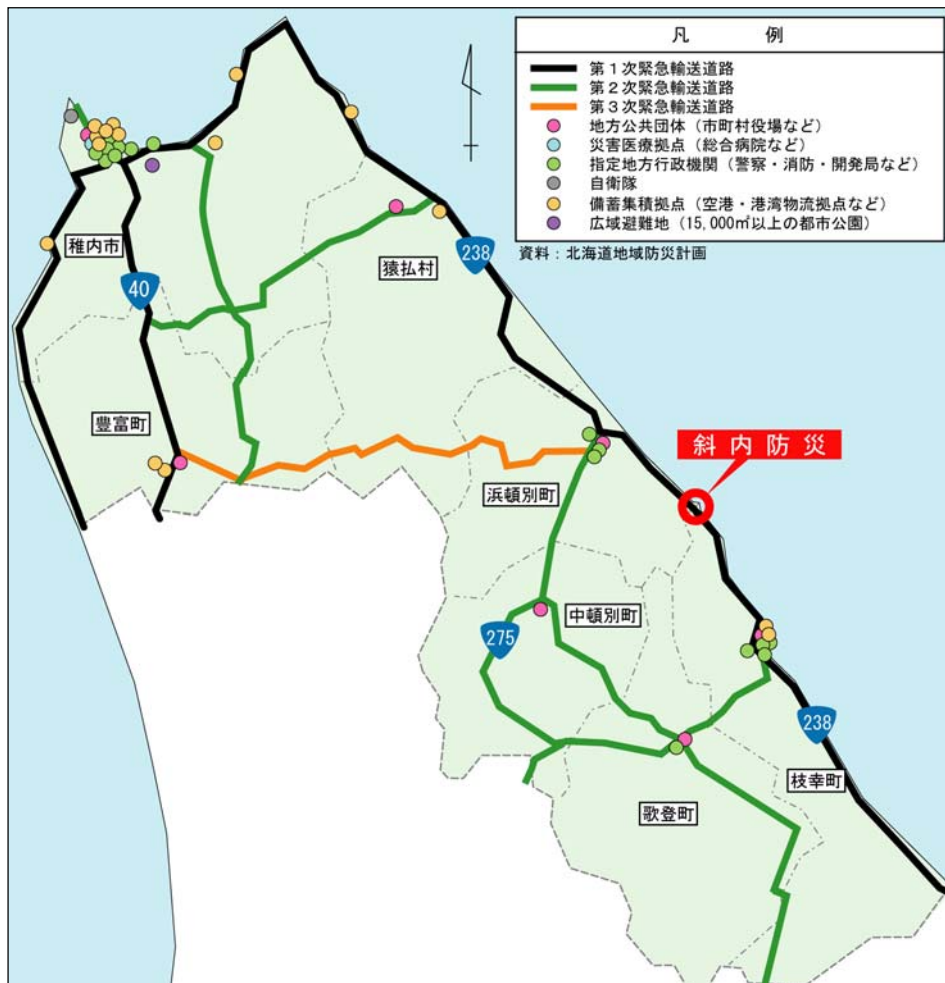 凡 例
第1次緊急輸送道路
第2次緊急輸送道路
第3次緊急輸送道路
地方公共団体（市町村役場など）
災害医療拠点（総合病院など）
指定地方行政機関（警察・消防・開発局など）
自衛隊
備蓄集積拠点（空港・港湾物流拠点など）
広域避難地（15,000㎡以上の都市公園）
資料：北海道地域防災計画
稚内市
猿払村
238
40
豊富町
斜内防災
浜頓別町
中頓別町
275
238
枝幸町
歌登町